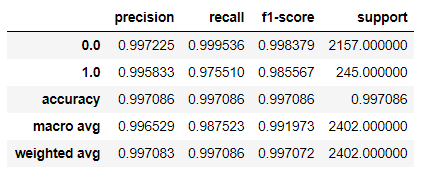 precision recall f1-score support
0.0 0.997225 0.999536 0.998379 2157.000000
1.0 0.995833 0.975510 0.985567 245.000000
accuracy 0.997086 0.997086 0.997086 0.997086
macro avg 0.996529 0.987523 0.991973 2402.000000
weighted avg 0.997083 0.997086 0.997072 2402.000000